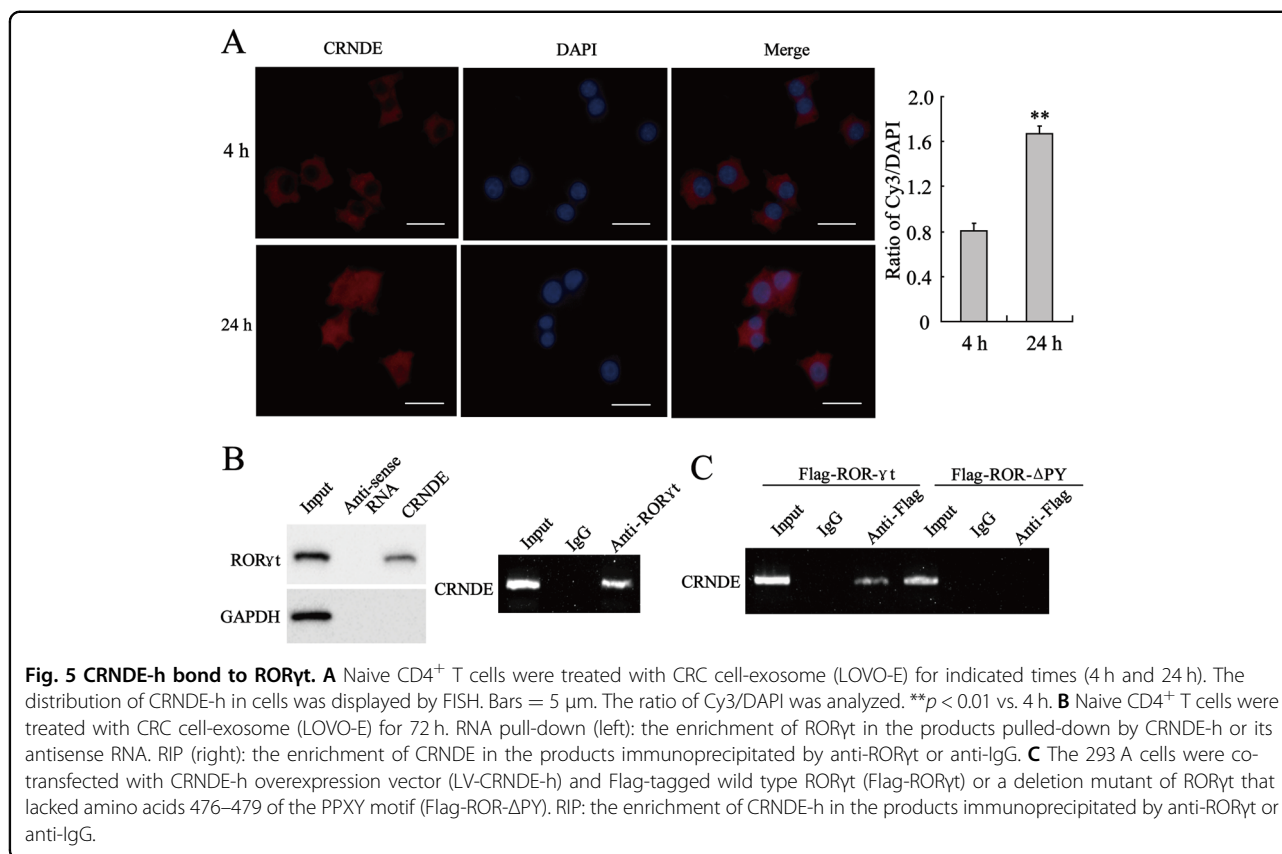 A
CRNDE
DAPI
Merge
4 h
24 h
Ratio of Cy3/DAPI
2.0
1.6
1.2
0.8
0.4
0
**
4 h
24 h
B
Input
Anti-sense
RNA
CRNDE
RORγt
GAPDH
Input
IgG
Anti-RORγt
CRNDE
C
Flag-ROR-γt
Flag-ROR-ΔPY
Input
IgG
Anti-Flag
Input
IgG
Anti-Flag
CRNDE
Fig. 5 CRNDE-h bond to RORγt. A Naive CD4⁺ T cells were treated with CRC cell-exosome (LOVO-E) for indicated times (4 h and 24 h). The
distribution of CRNDE-h in cells was displayed by FISH. Bars = 5 μm. The ratio of Cy3/DAPI was analyzed. **p < 0.01 vs. 4 h. B Naive CD4⁺ T cells were
treated with CRC cell-exosome (LOVO-E) for 72 h. RNA pull-down (left): the enrichment of RORγt in the products pulled-down by CRNDE-h or its
antisense RNA. RIP (right): the enrichment of CRNDE in the products immunoprecipitated by anti-RORγt or anti-IgG. C The 293 A cells were co-
transfected with CRNDE-h overexpression vector (LV-CRNDE-h) and Flag-tagged wild type RORγt (Flag-RORγt) or a deletion mutant of RORγt that
lacked amino acids 476–479 of the PPXY motif (Flag-ROR-ΔPY). RIP: the enrichment of CRNDE-h in the products immunoprecipitated by anti-RORγt or
anti-IgG.